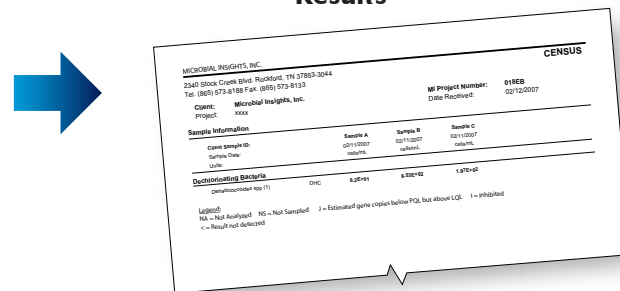 Results
MICROBIAL INSIGHTS, INC.
CENSUS
2340 Stock Creek Blvd. Rockford, TN 37853-3044
Tel. (865) 573-8188 Fax. (865) 573-8133
Client: Microbial Insights, Inc. MI Project Number: 018EB
Project: xxxx Date Received: 02/12/2007
Sample Information
Client Sample ID: Sample A Sample B Sample C
Sample Date: 02/11/2007 02/11/2007 02/11/2007
Units: cells/mL cells/mL cells/mL
Dechlorinating Bacteria
Dehalococcoides spp (1) DHC 8.2E+01 6.53E+02 1.97E+02
Legend:
NA = Not Analyzed NS = Not Sampled J = Estimated gene copies below PQL but above LQL I = Inhibited
< = Result not detected